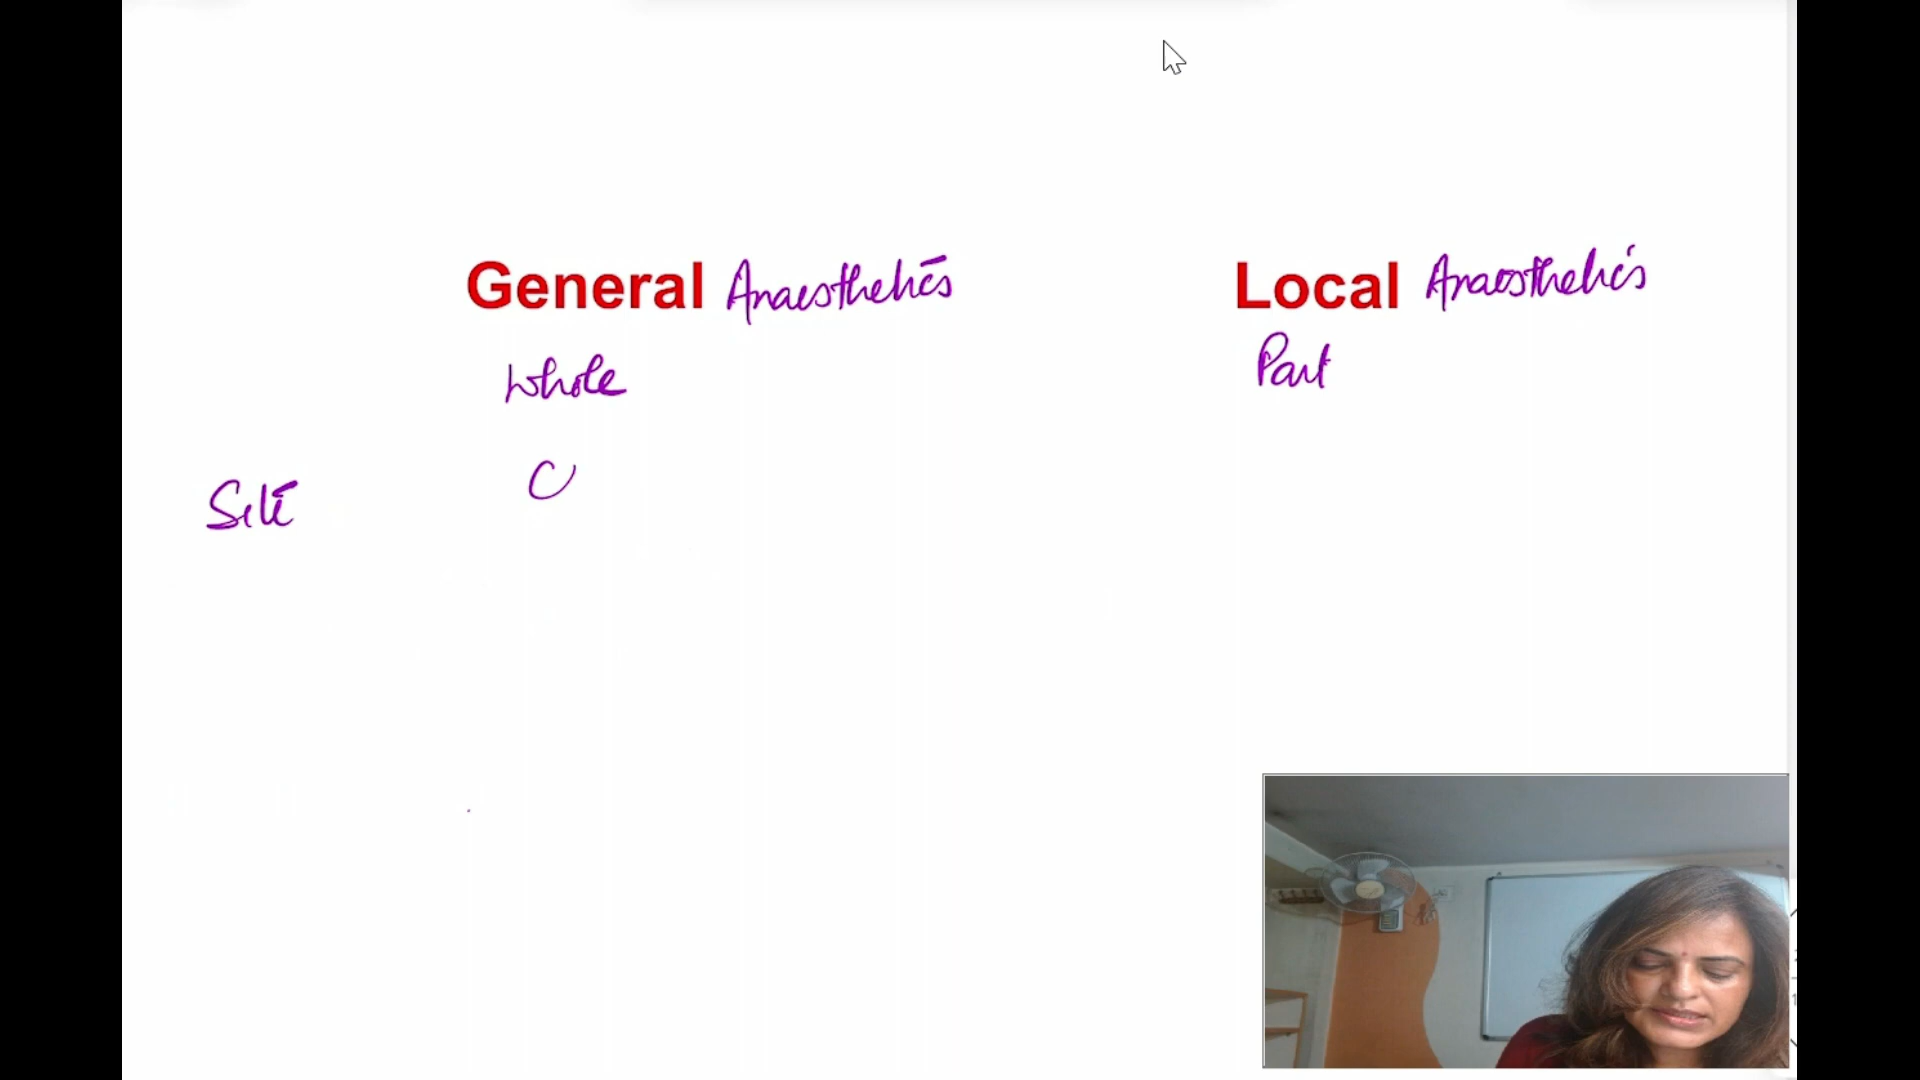 General Anaesthetics
Local Anaesthetics
Whole
Part
Site
C